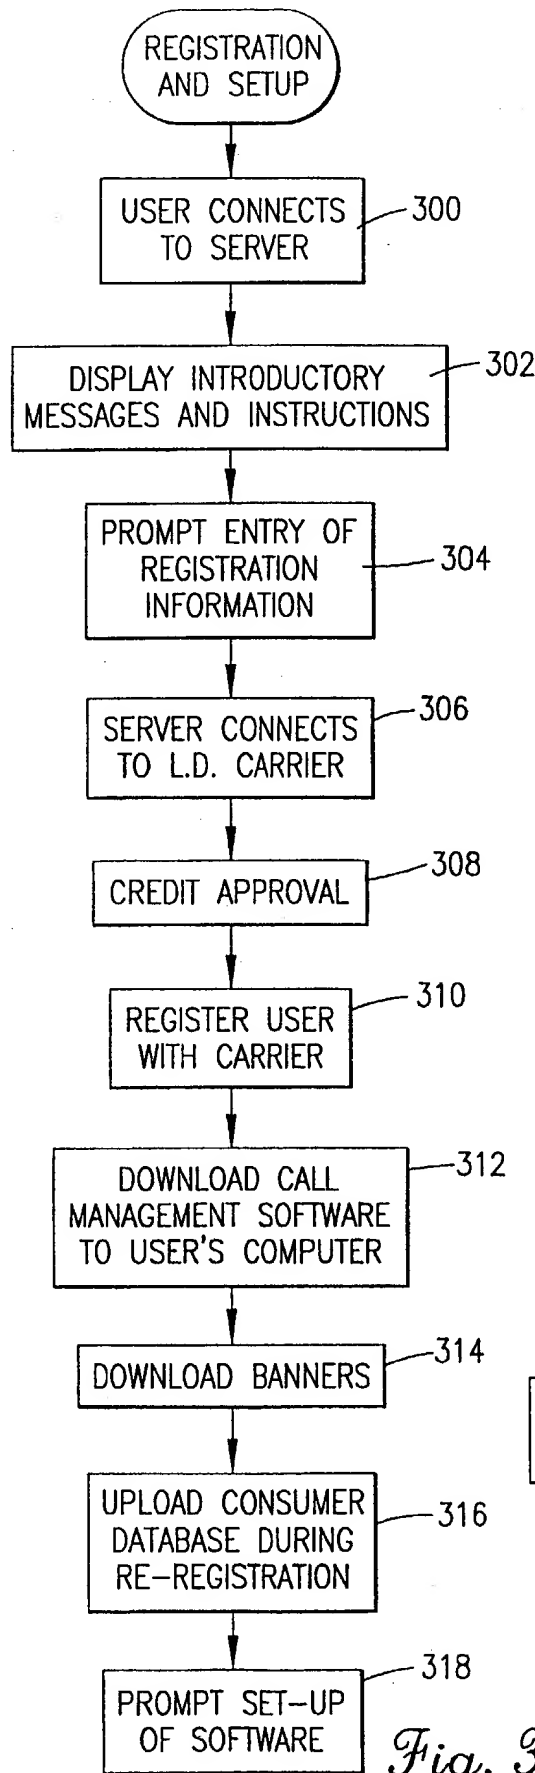 REGISTRATION
AND SETUP
USER CONNECTS
TO SERVER
300
DISPLAY INTRODUCTORY
MESSAGES AND INSTRUCTIONS
302
PROMPT ENTRY OF
REGISTRATION
INFORMATION
304
SERVER CONNECTS
TO L.D. CARRIER
306
CREDIT APPROVAL
308
REGISTER USER
WITH CARRIER
310
DOWNLOAD CALL
MANAGEMENT SOFTWARE
TO USER'S COMPUTER
312
DOWNLOAD BANNERS
314
UPLOAD CONSUMER
DATABASE DURING
RE-REGISTRATION
316
PROMPT SET-UP
OF SOFTWARE
318
Fig. 3